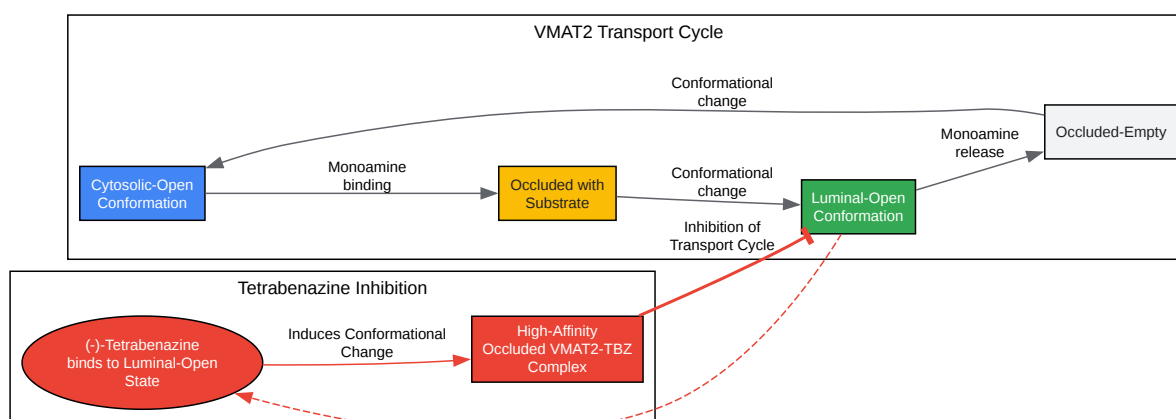 VMAT2 Transport Cycle
Conformational
change
Occluded-Empty
Monoamine
release
Monoamine
binding
Conformational
change
Cytosolic-Open
Conformation
Occluded with
Substrate
Luminal-Open
Conformation
Inhibition of
Transport Cycle
Tetrabenazine Inhibition
(-)-Tetrabenazine
binds to Luminal-Open
State
Induces Conformational
Change
High-Affinity
Occluded VMAT2-TBZ
Complex